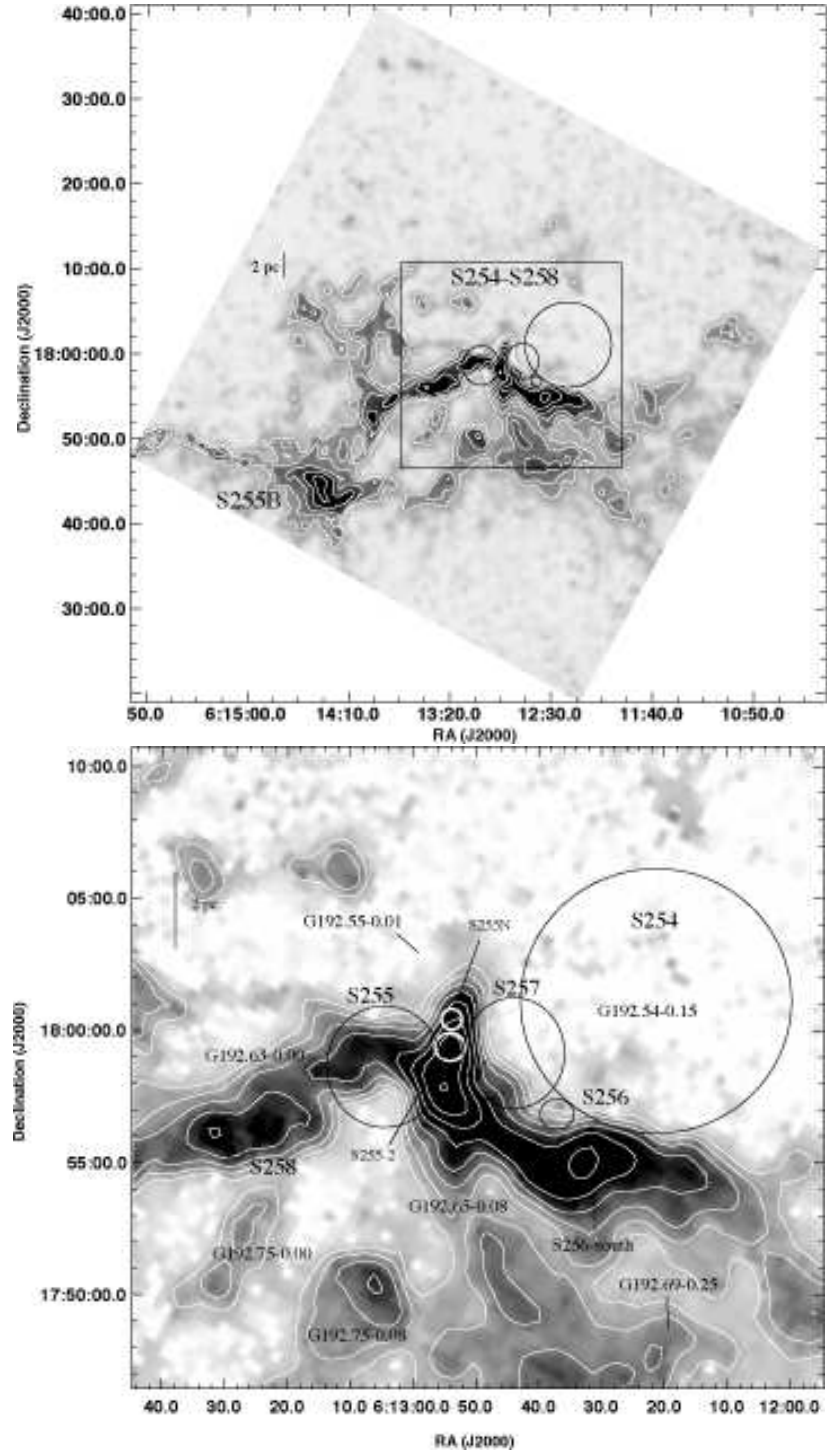 40:00.0
30:00.0
20:00.0
10:00.0
18:00:00.0
50:00.0
40:00.0
30:00.0
Declination (J2000)
2 pc
S254-S258
S255B
50.0 6:15:00.0 14:10.0 13:20.0 12:30.0 11:40.0 10:50.0
RA (J2000)
10:00.0
05:00.0
18:00:00.0
55:00.0
17:50:00.0
Declination (J2000)
G192.55-0.01
S255N
S254
S255
S257
G192.54-0.15
G192.63-0.00
S256
S258
S255-2
G192.65-0.08
S256-south
G192.75-0.00
G192.69-0.25
G192.75-0.08
40.0 30.0 20.0 10.0 6:13:00.0 50.0 40.0 30.0 20.0 10.0 12:00.0
RA (J2000)